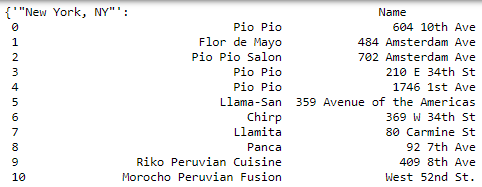 {'"New York, NY"': Name
0 Pio Pio 604 10th Ave
1 Flor de Mayo 484 Amsterdam Ave
2 Pio Pio Salon 702 Amsterdam Ave
3 Pio Pio 210 E 34th St
4 Pio Pio 1746 1st Ave
5 Llama-San 359 Avenue of the Americas
6 Chirp 369 W 34th St
7 Llamita 80 Carmine St
8 Panca 92 7th Ave
9 Riko Peruvian Cuisine 409 8th Ave
10 Morocho Peruvian Fusion West 52nd St.